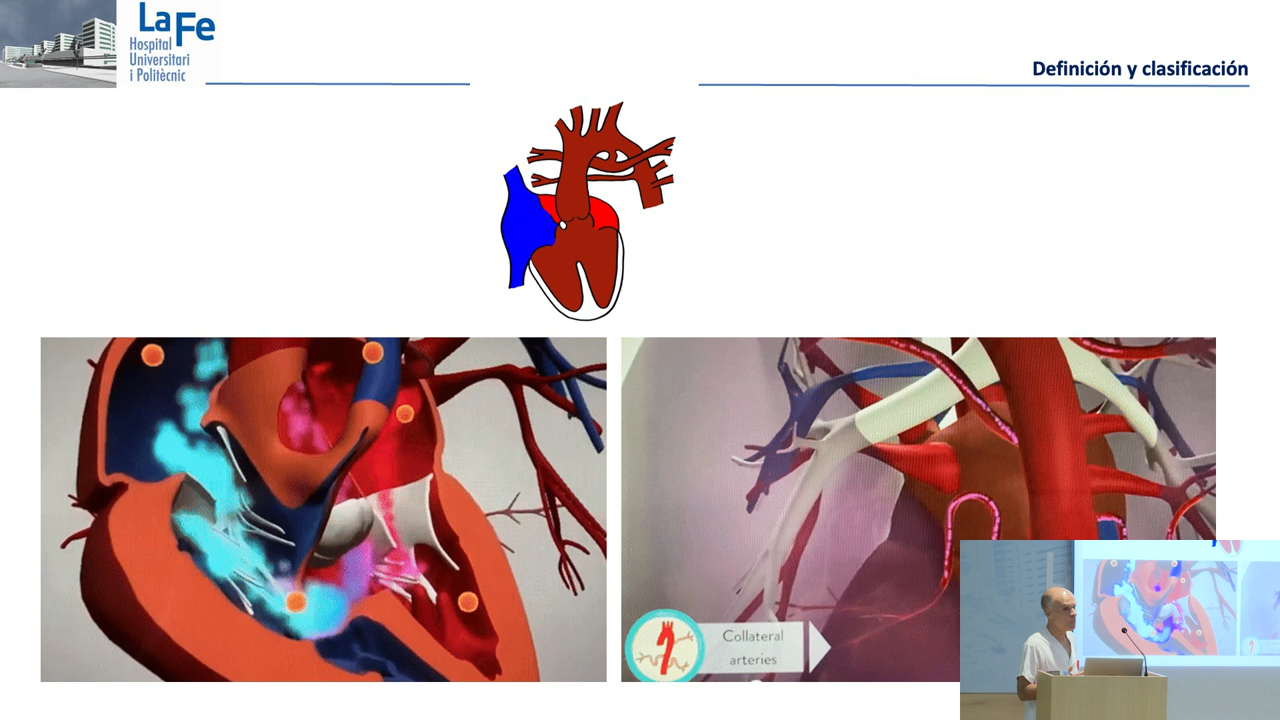 La Fe
Hospital
Universitari
i Politècnic
Definición y clasificación
Collateral
arteries